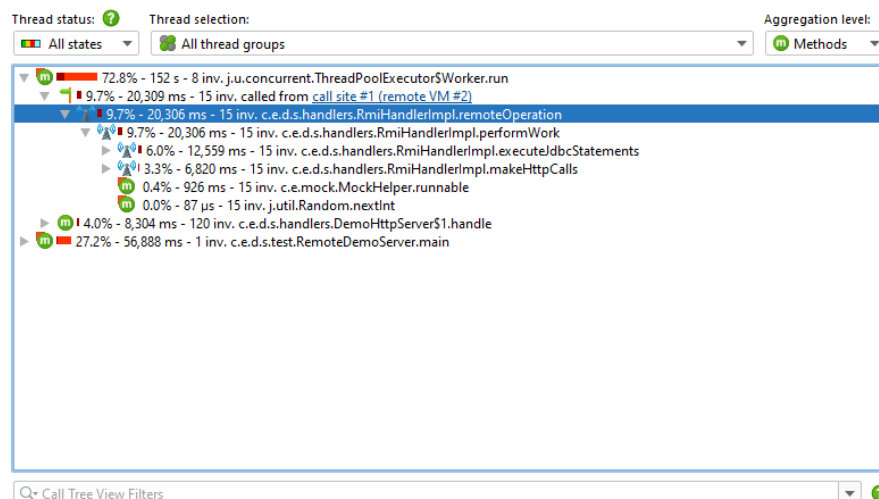 Thread status: ?
Thread selection:
Aggregation level:
All states
All thread groups
m Methods
m 72.8% - 152 s - 8 inv. j.u.concurrent.ThreadPoolExecutor$Worker.run
9.7% - 20,309 ms - 15 inv. called from call site #1 (remote VM #2)
9.7% - 20,306 ms - 15 inv. c.e.d.s.handlers.RmiHandlerImpl.remoteOperation
9.7% - 20,306 ms - 15 inv. c.e.d.s.handlers.RmiHandlerImpl.performWork
6.0% - 12,559 ms - 15 inv. c.e.d.s.handlers.RmiHandlerImpl.executeJdbcStatements
3.3% - 6,820 ms - 15 inv. c.e.d.s.handlers.RmiHandlerImpl.makeHttpCalls
m 0.4% - 926 ms - 15 inv. c.e.mock.MockHelper.runnable
m 0.0% - 87 µs - 15 inv. j.util.Random.nextInt
m 4.0% - 8,304 ms - 120 inv. c.e.d.s.handlers.DemoHttpServer$1.handle
m 27.2% - 56,888 ms - 1 inv. c.e.d.s.test.RemoteDemoServer.main
Call Tree View Filters
?